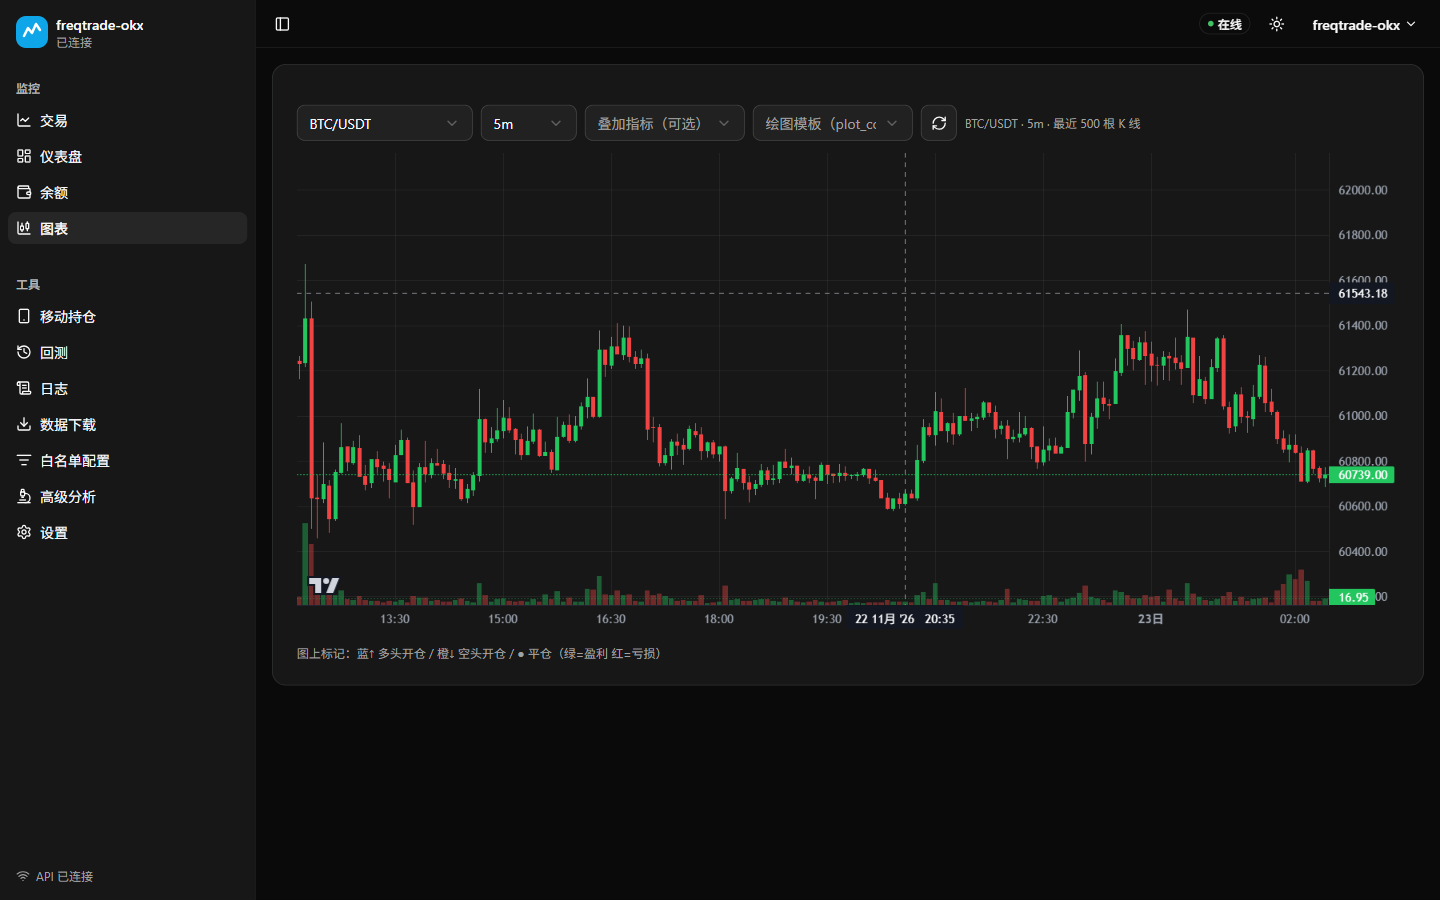 freqtrade-okx
已连接
监控
交易
仪表盘
余额
图表
工具
移动持仓
回测
日志
数据下载
白名单配置
高级分析
设置
API 已连接
在线
freqtrade-okx
BTC/USDT
5m
叠加指标（可选）
绘图模板（plot_cc
BTC/USDT · 5m · 最近 500 根 K 线
62000.00
61800.00
61600.00
61543.18
61400.00
61200.00
61000.00
60800.00
60739.00
60600.00
60400.00
16.95
00
13:30
15:00
16:30
18:00
19:30
22 11月 '26 20:35
22:30
23日
02:00
图上标记：蓝↑ 多头开仓 / 橙↓ 空头开仓 / ● 平仓（绿=盈利 红=亏损）